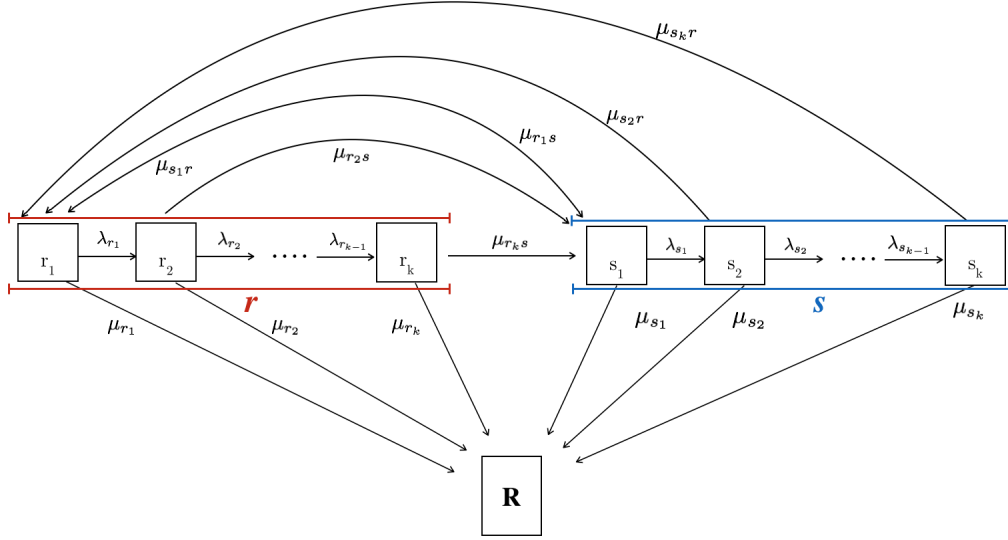 μ_{s_k r}
μ_{s_2 r}
μ_{r_1 s}
μ_{r_2 s}
μ_{s_1 r}
λ_{r_1} λ_{r_2} λ_{r_{k-1}} μ_{r_k s} λ_{s_1} λ_{s_2} λ_{s_{k-1}}
r_1 r_2 .... r_k s_1 s_2 .... s_k
r s
μ_{r_1} μ_{r_2} μ_{r_k} μ_{s_1} μ_{s_2} μ_{s_k}
R